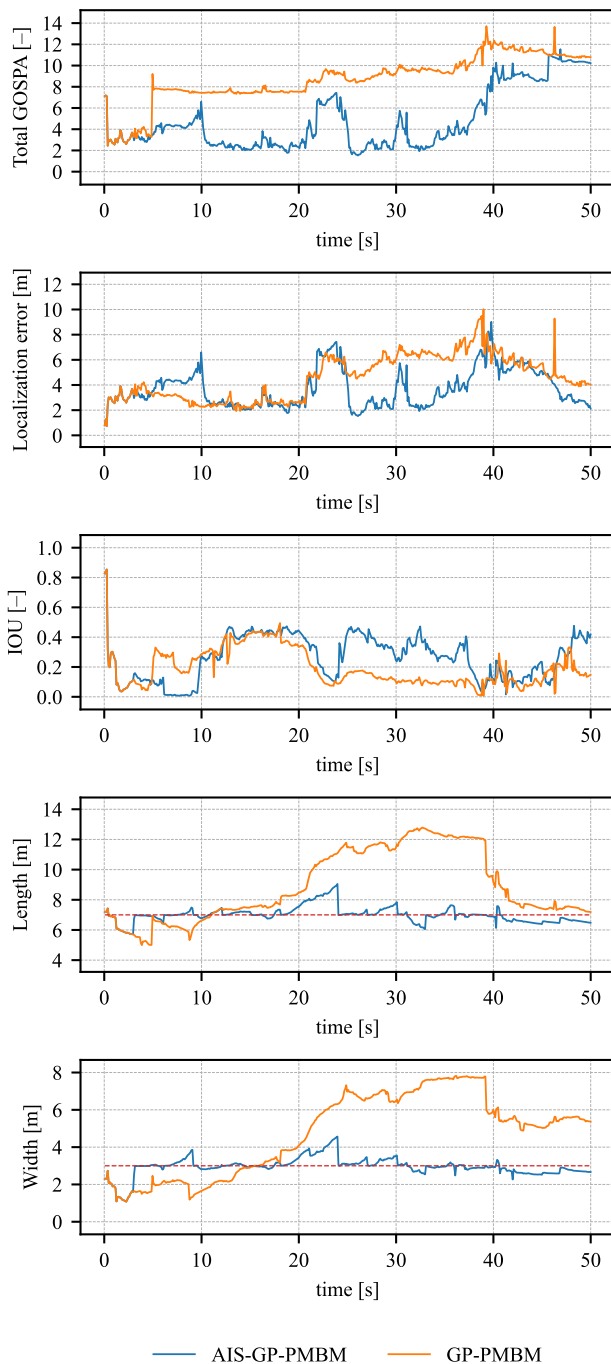 Total GOSPA [–]
14
12
10
8
6
4
2
0
0 10 20 30 40 50
time [s]
Localization error [m]
12
10
8
6
4
2
0
0 10 20 30 40 50
time [s]
IOU [–]
1.0
0.8
0.6
0.4
0.2
0.0
0 10 20 30 40 50
time [s]
Length [m]
14
12
10
8
6
4
0 10 20 30 40 50
time [s]
Width [m]
8
6
4
2
0
0 10 20 30 40 50
time [s]
AIS-GP-PMBM GP-PMBM